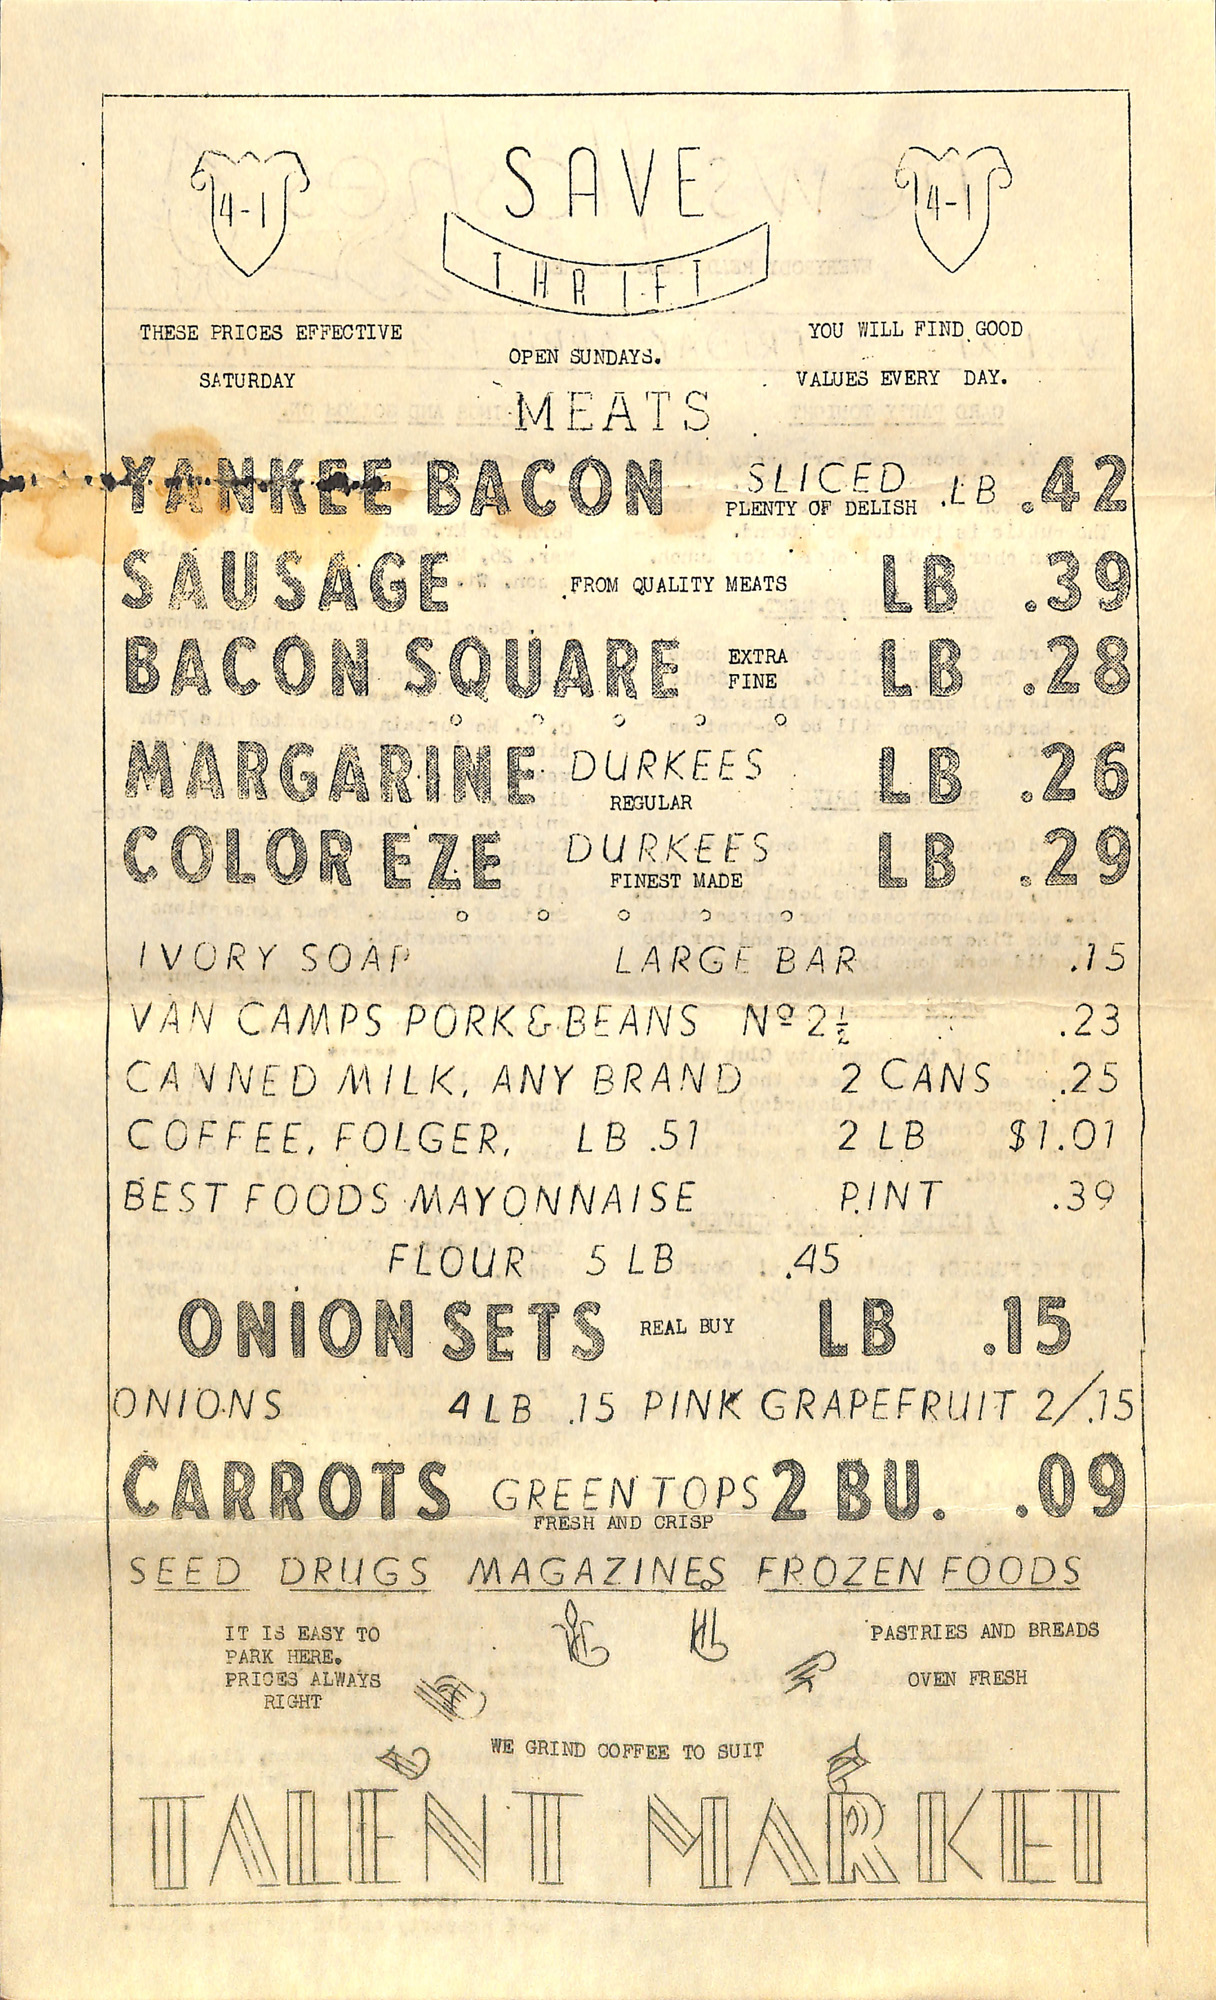 4-1 SAVE 4-1
THRIFT
THESE PRICES EFFECTIVE
SATURDAY
OPEN SUNDAYS.
YOU WILL FIND GOOD
VALUES EVERY DAY.
MEATS
YANKEE BACON SLICED PLENTY OF DELISH .LB .42
SAUSAGE FROM QUALITY MEATS LB .39
BACON SQUARE EXTRA FINE LB .28
MARGARINE DURKEES REGULAR LB .26
COLOR EZE DURKEES FINEST MADE LB .29
IVORY SOAP LARGE BAR .15
VAN CAMPS PORK & BEANS Nº 2½ .23
CANNED MILK, ANY BRAND 2 CANS .25
COFFEE, FOLGER, LB .51 2 LB $1.01
BEST FOODS MAYONNAISE PINT .39
FLOUR 5 LB .45
ONION SETS REAL BUY LB .15
ONIONS 4 LB .15 PINK GRAPEFRUIT 2/.15
CARROTS GREEN TOPS FRESH AND CRISP 2 BU. .09
SEED DRUGS MAGAZINES FROZEN FOODS
IT IS EASY TO
PARK HERE.
PRICES ALWAYS
RIGHT
PASTRIES AND BREADS
OVEN FRESH
WE GRIND COFFEE TO SUIT
TALENT MARKET